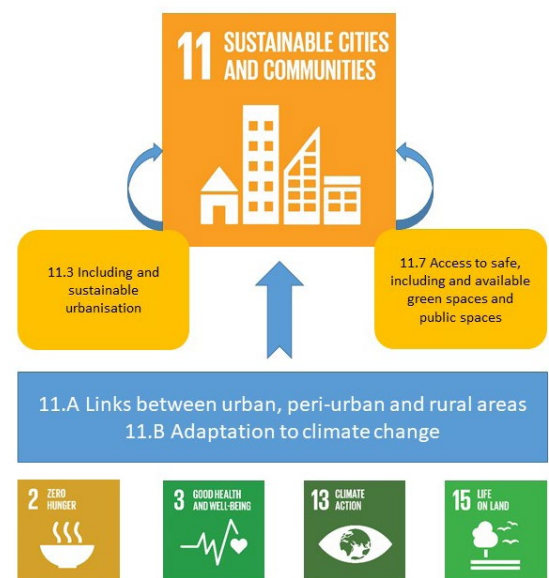 11 SUSTAINABLE CITIES
AND COMMUNITIES
11.3 Including and
sustainable
urbanisation
11.7 Access to safe,
including and available
green spaces and
public spaces
11.A Links between urban, peri-urban and rural areas
11.B Adaptation to climate change
2 ZERO
HUNGER
3 GOOD HEALTH
AND WELL-BEING
13 CLIMATE
ACTION
15 LIFE
ON LAND